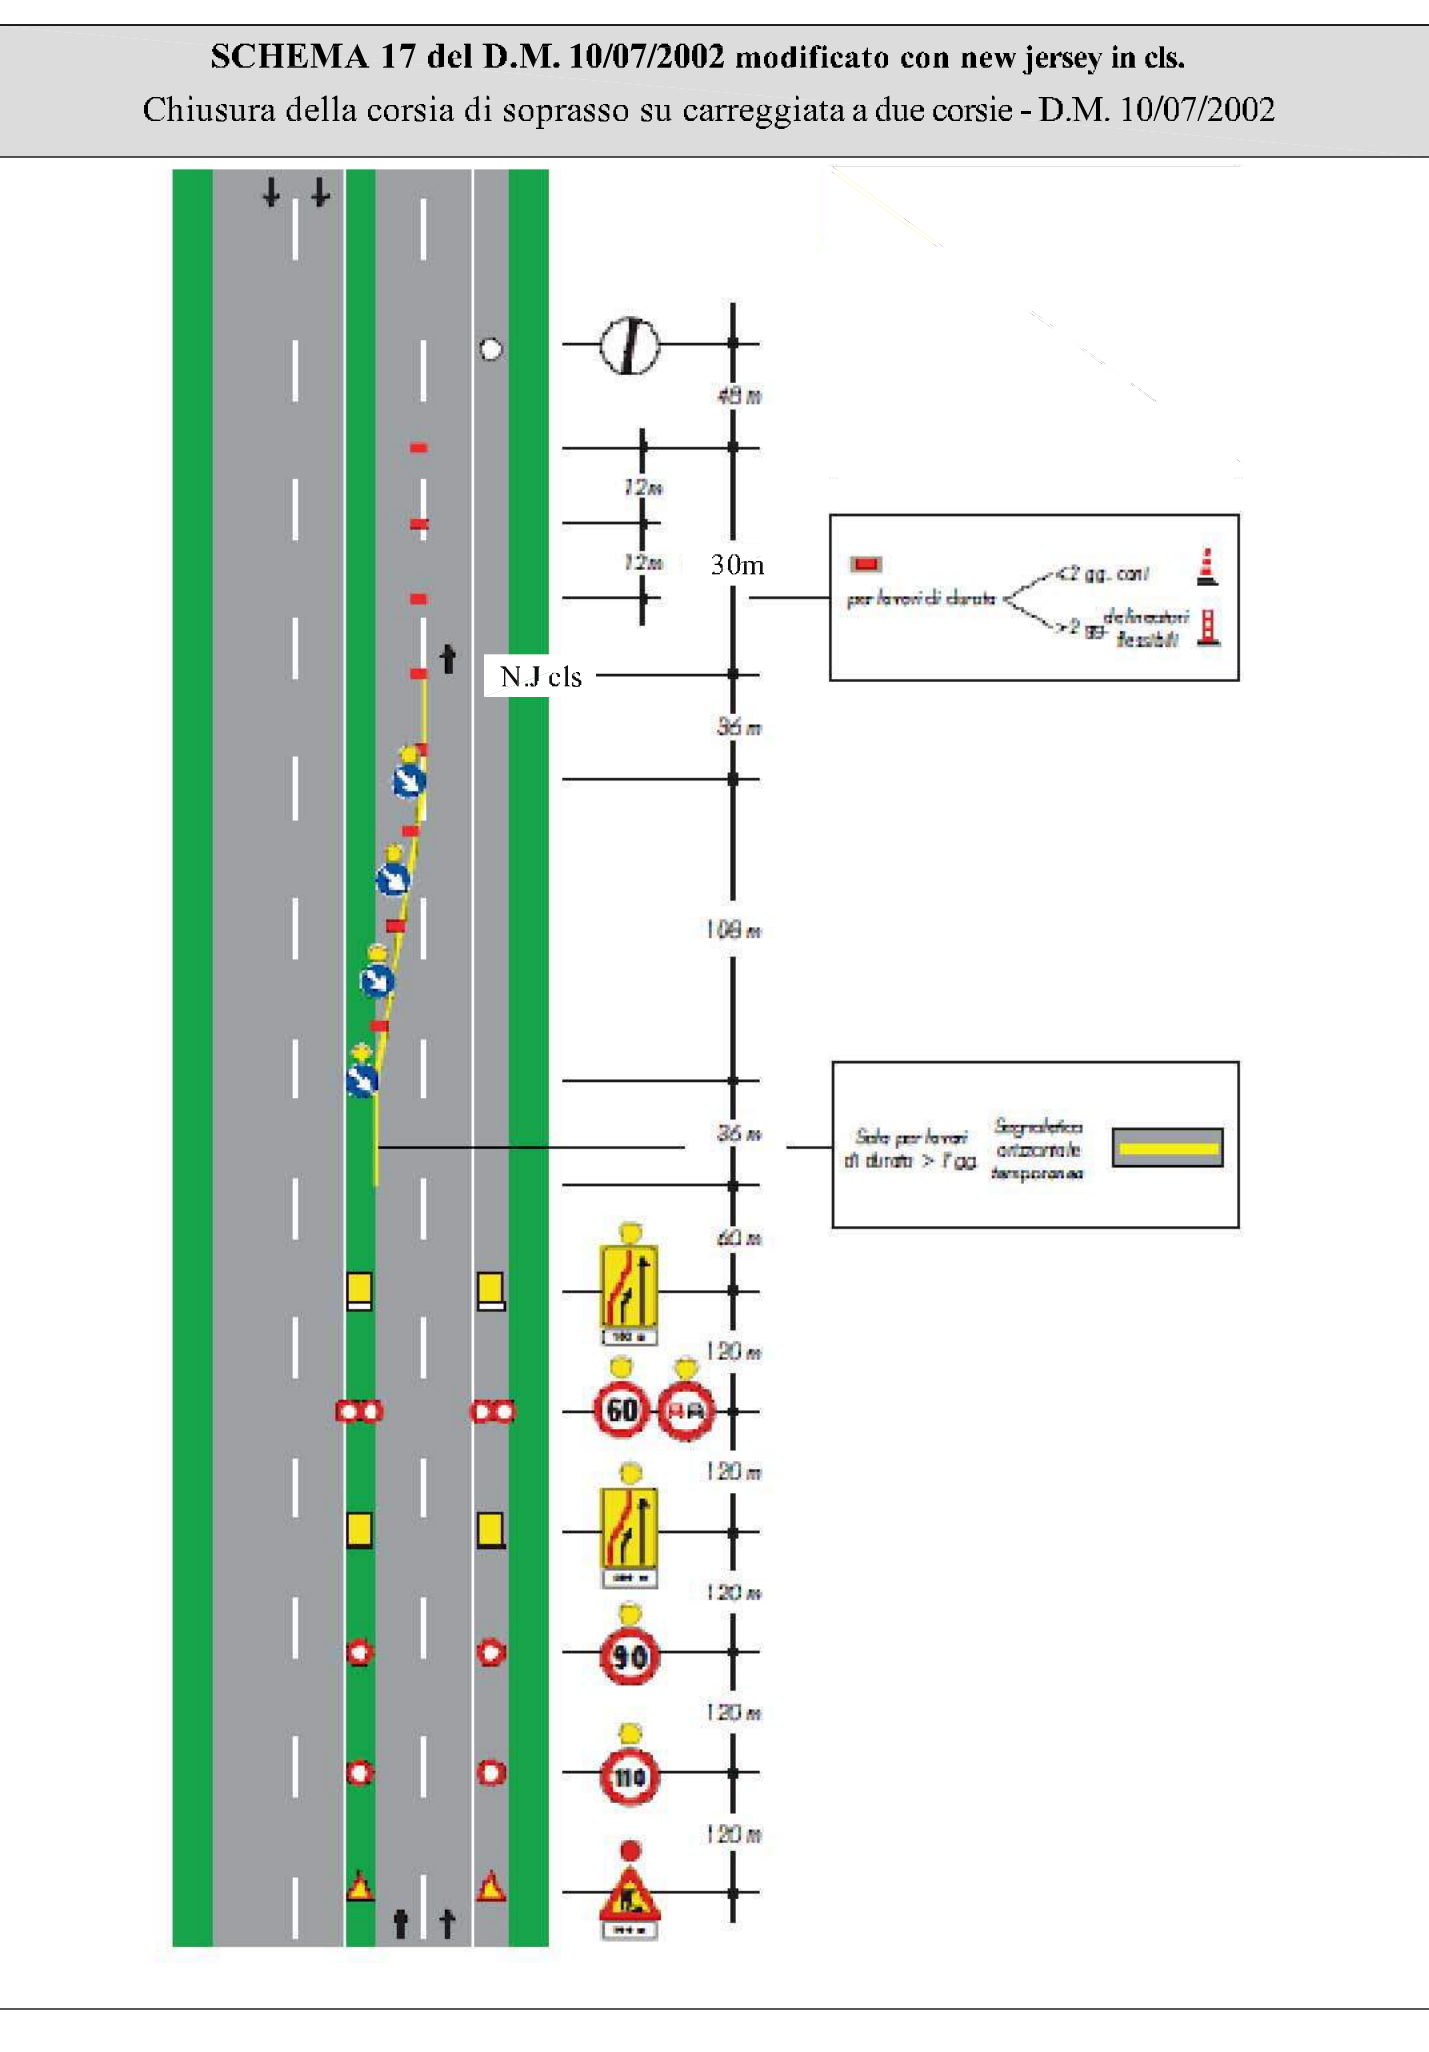 SCHEMA 17 del D.M. 10/07/2002 modificato con new jersey in cls.
Chiusura della corsia di soprasso su carreggiata a due corsie - D.M. 10/07/2002
48 m
12m
12m
30m
<2 gg. coni
per lavori di durata
>2 gg. delineatori
flessibili
N.J cls
36 m
108 m
36 m
Solo per lavori
di durata > 7 gg.
Segnaletica
orizzontale
temporanea
60 m
120 m
60
120 m
120 m
90
120 m
110
120 m